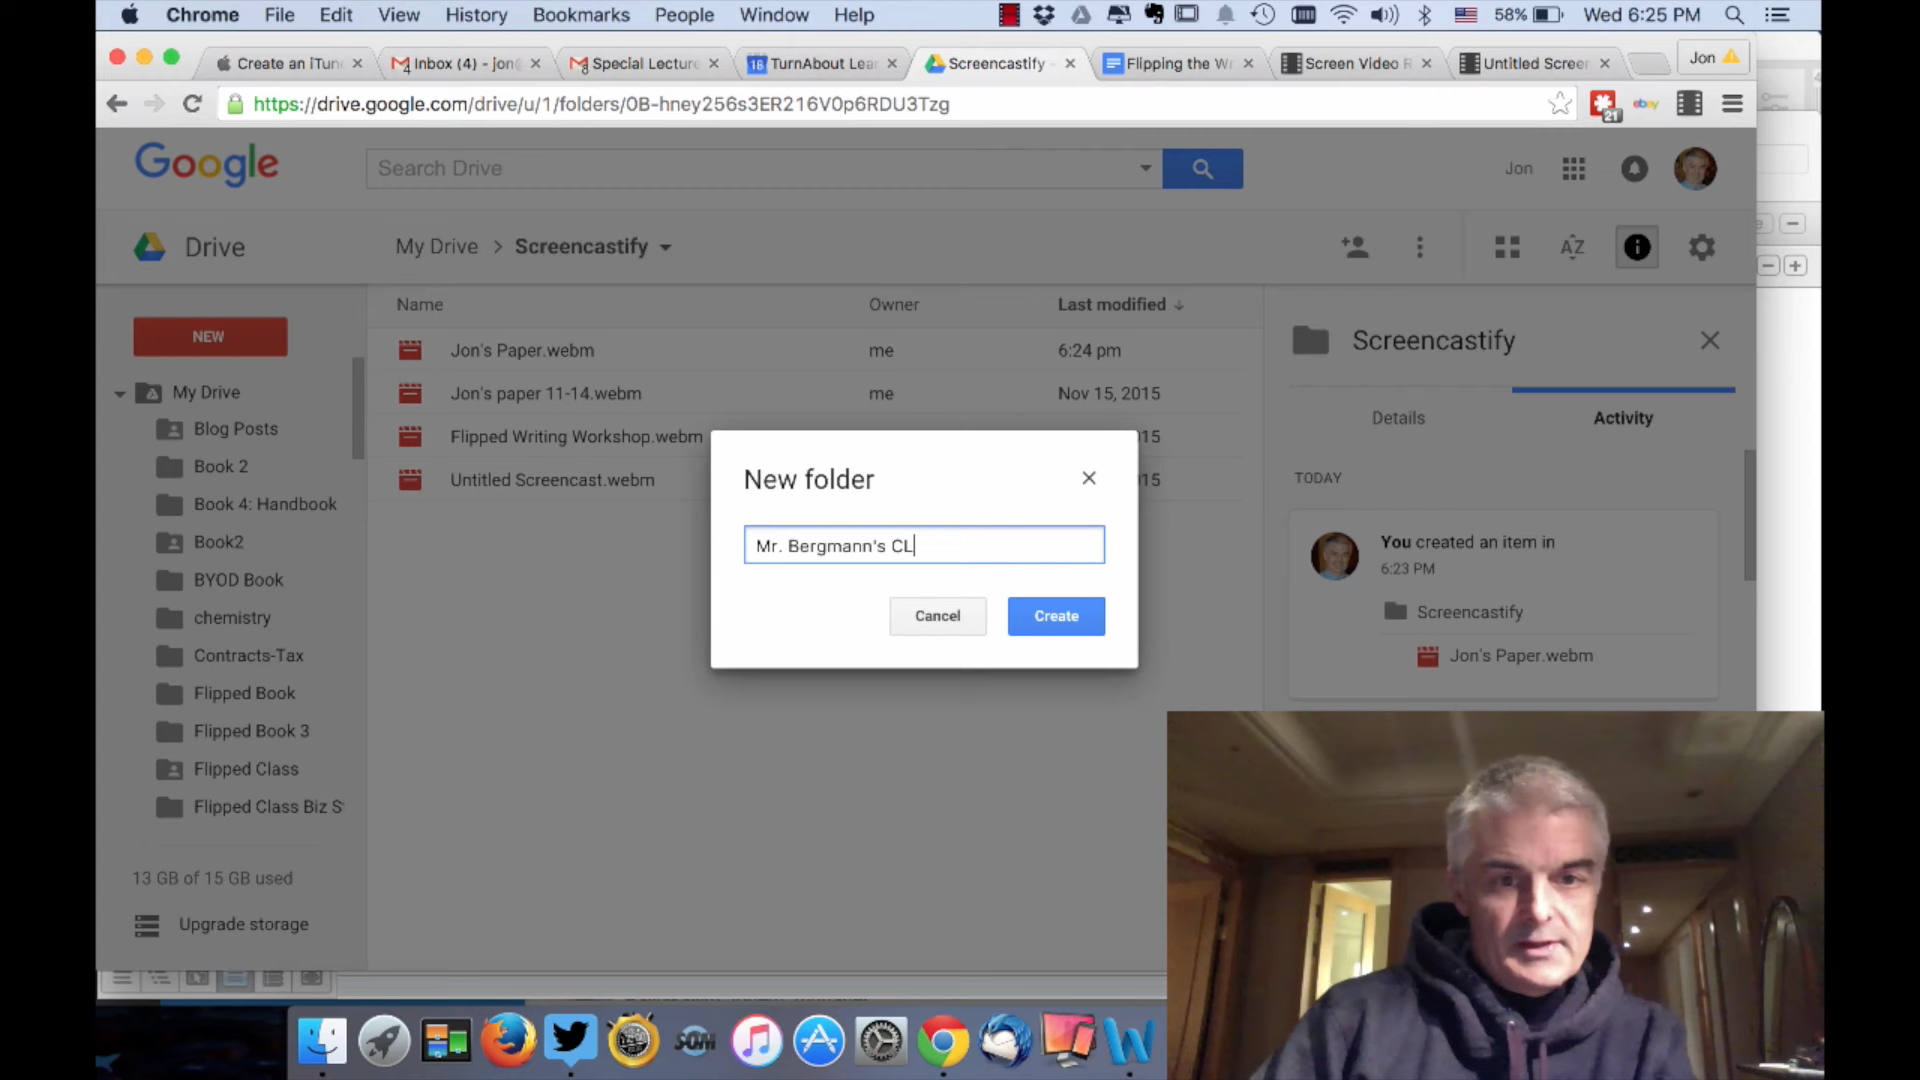 Chrome File Edit View History Bookmarks People Window Help 58% Wed 6:25 PM
Create an iTun Inbox (4) - jon@ Special Lecture 18 TurnAbout Lea Screencastify - Flipping the W Screen Video R Untitled Screen Jon
https://drive.google.com/drive/u/1/folders/0B-hney256s3ER216V0p6RDU3Tzg 21 ebay
Google Search Drive Jon
Drive My Drive > Screencastify AZ
Name Owner Last modified
NEW
Screencastify
Jon's Paper.webm me 6:24 pm
My Drive
Jon's paper 11-14.webm me Nov 15, 2015
Details Activity
Blog Posts
Flipped Writing Workshop.webm 15
Book 2
Untitled Screencast.webm 15
TODAY
New folder
Book 4: Handbook
Book2
You created an item in
Mr. Bergmann's CL
6:23 PM
BYOD Book
chemistry
Screencastify
Cancel Create
Contracts-Tax
Jon's Paper.webm
Flipped Book
Flipped Book 3
Flipped Class
Flipped Class Biz S
13 GB of 15 GB used
Upgrade storage
SOM